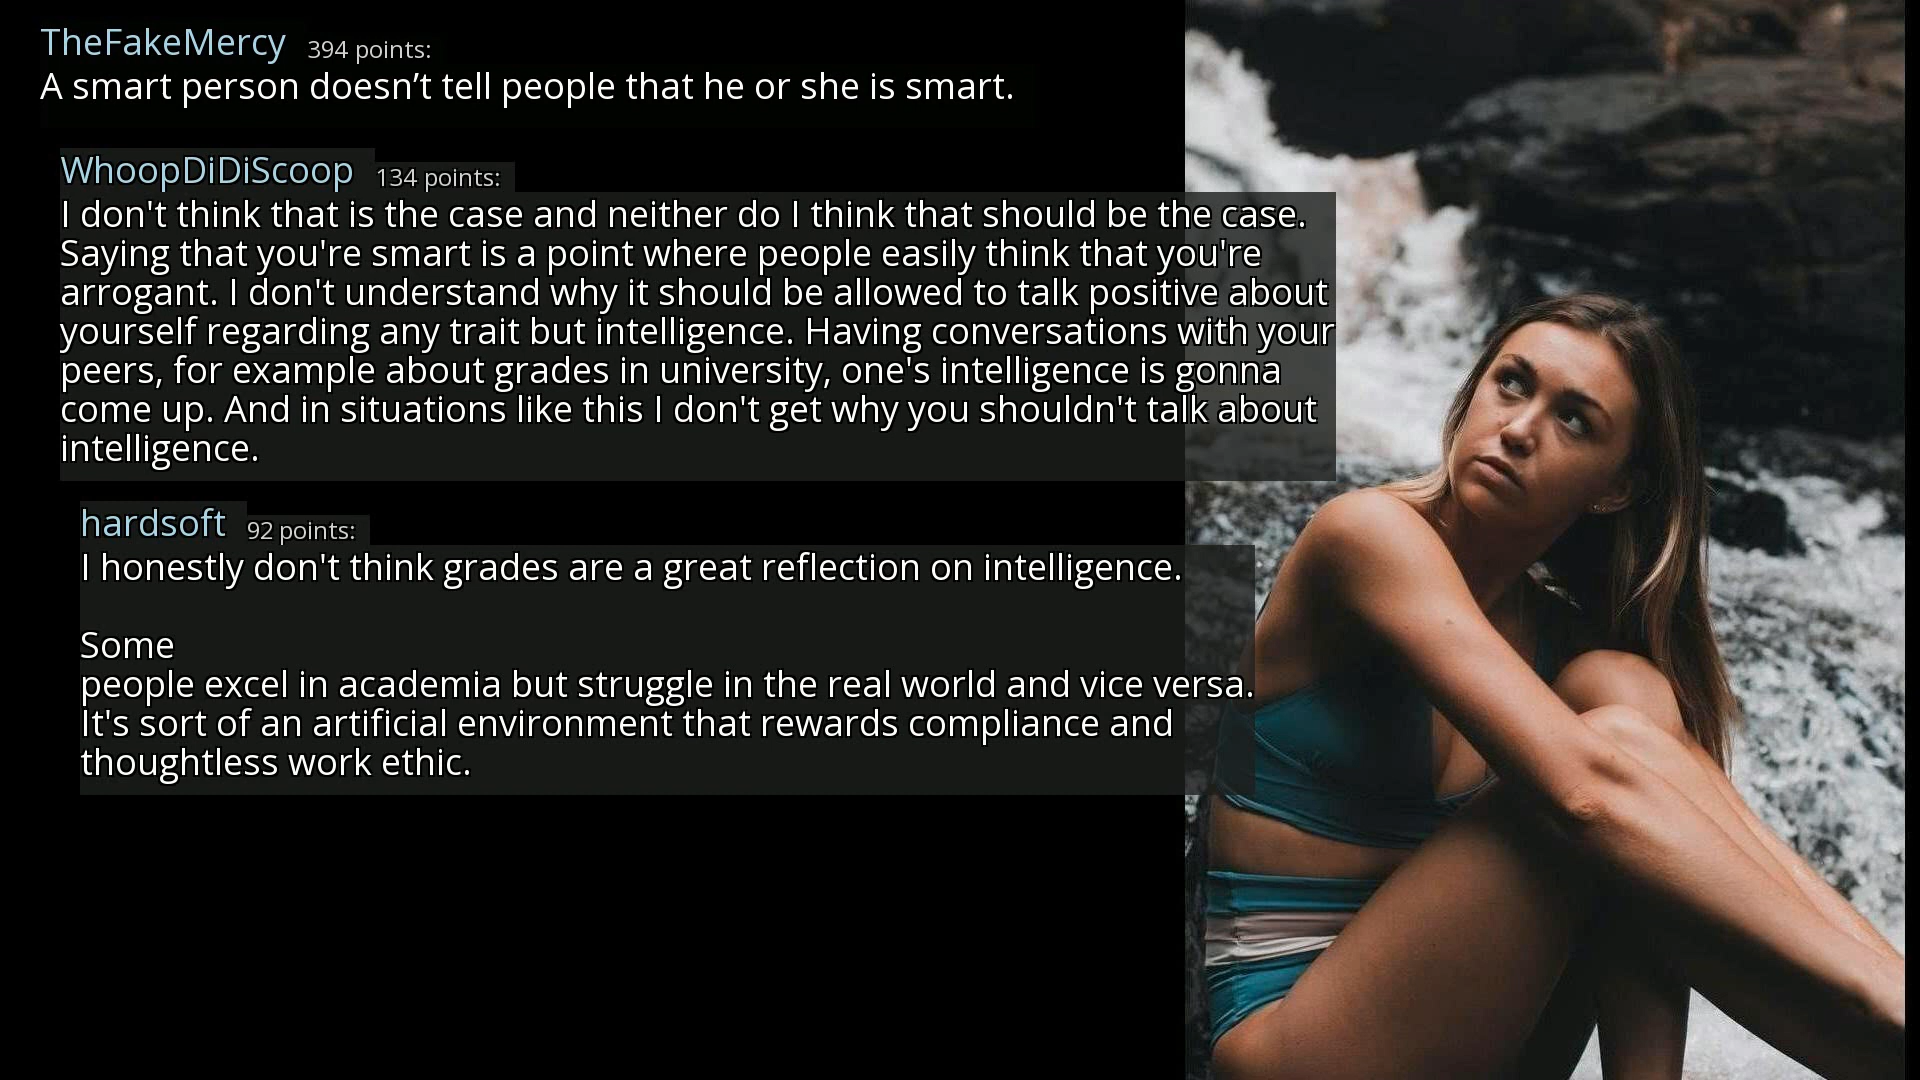 TheFakeMercy 394 points:
A smart person doesn’t tell people that he or she is smart.
WhoopDiDiScoop 134 points:
I don't think that is the case and neither do I think that should be the case.
Saying that you're smart is a point where people easily think that you're
arrogant. I don't understand why it should be allowed to talk positive about
yourself regarding any trait but intelligence. Having conversations with your
peers, for example about grades in university, one's intelligence is gonna
come up. And in situations like this I don't get why you shouldn't talk about
intelligence.
hardsoft 92 points:
I honestly don't think grades are a great reflection on intelligence.
Some
people excel in academia but struggle in the real world and vice versa.
It's sort of an artificial environment that rewards compliance and
thoughtless work ethic.